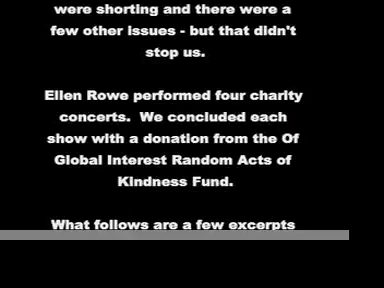 were shorting and there were a
few other issues - but that didn't
stop us.
Ellen Rowe performed four charity
concerts. We concluded each
show with a donation from the Of
Global Interest Random Acts of
Kindness Fund.
What follows are a few excerpts